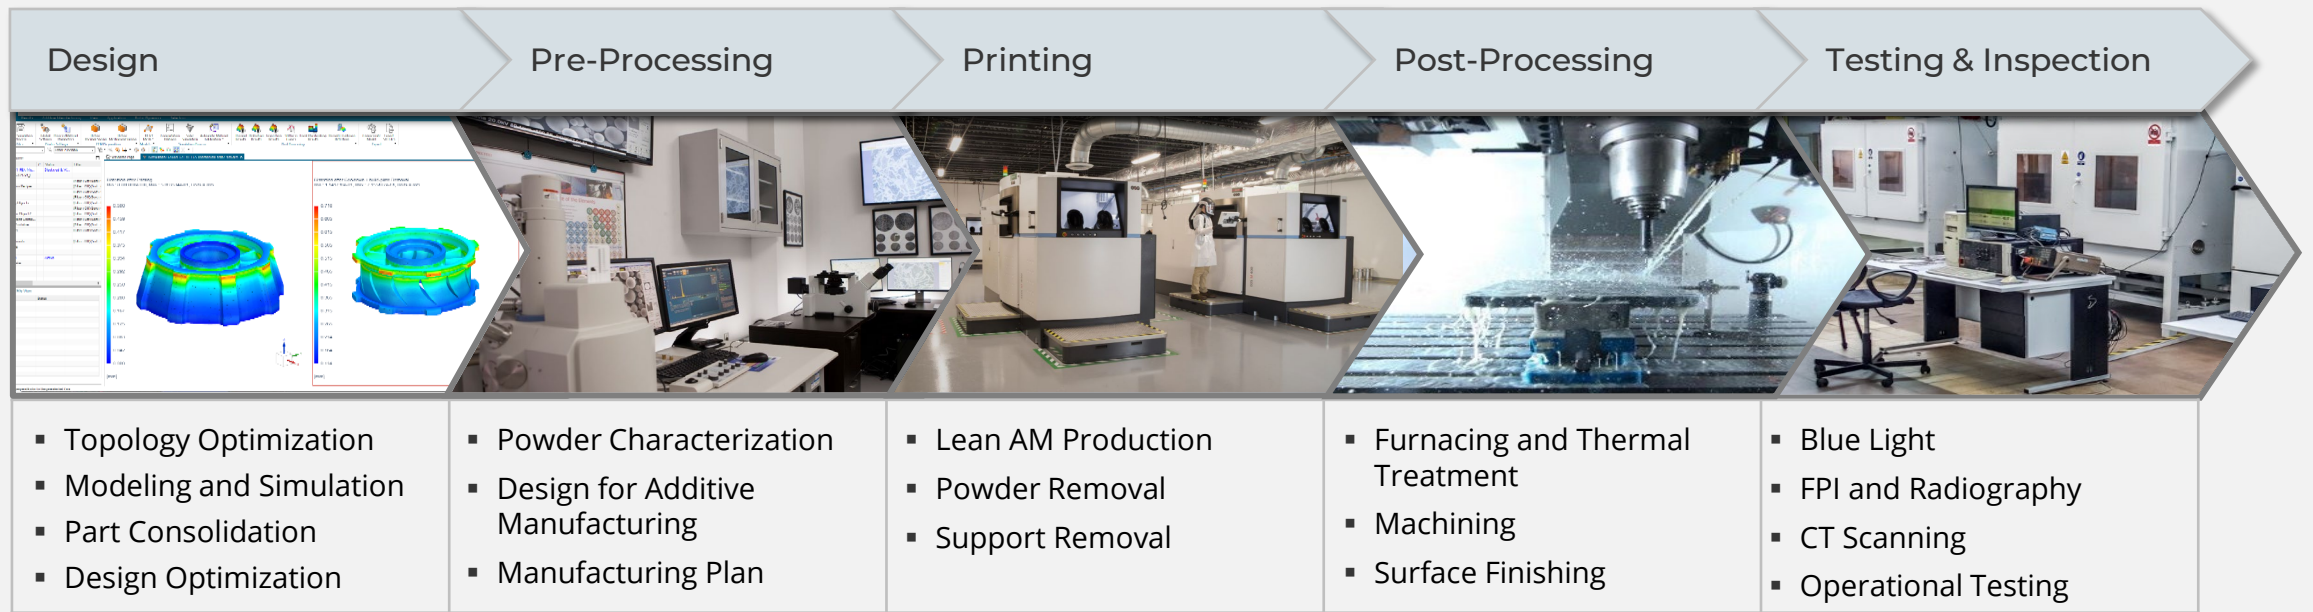 Design
Pre-Processing
Printing
Post-Processing
Testing & Inspection
Topology Optimization
Modeling and Simulation
Part Consolidation
Design Optimization
Powder Characterization
Design for Additive
Manufacturing
Manufacturing Plan
Lean AM Production
Powder Removal
Support Removal
Furnacing and Thermal
Treatment
Machining
Surface Finishing
Blue Light
FPI and Radiography
CT Scanning
Operational Testing